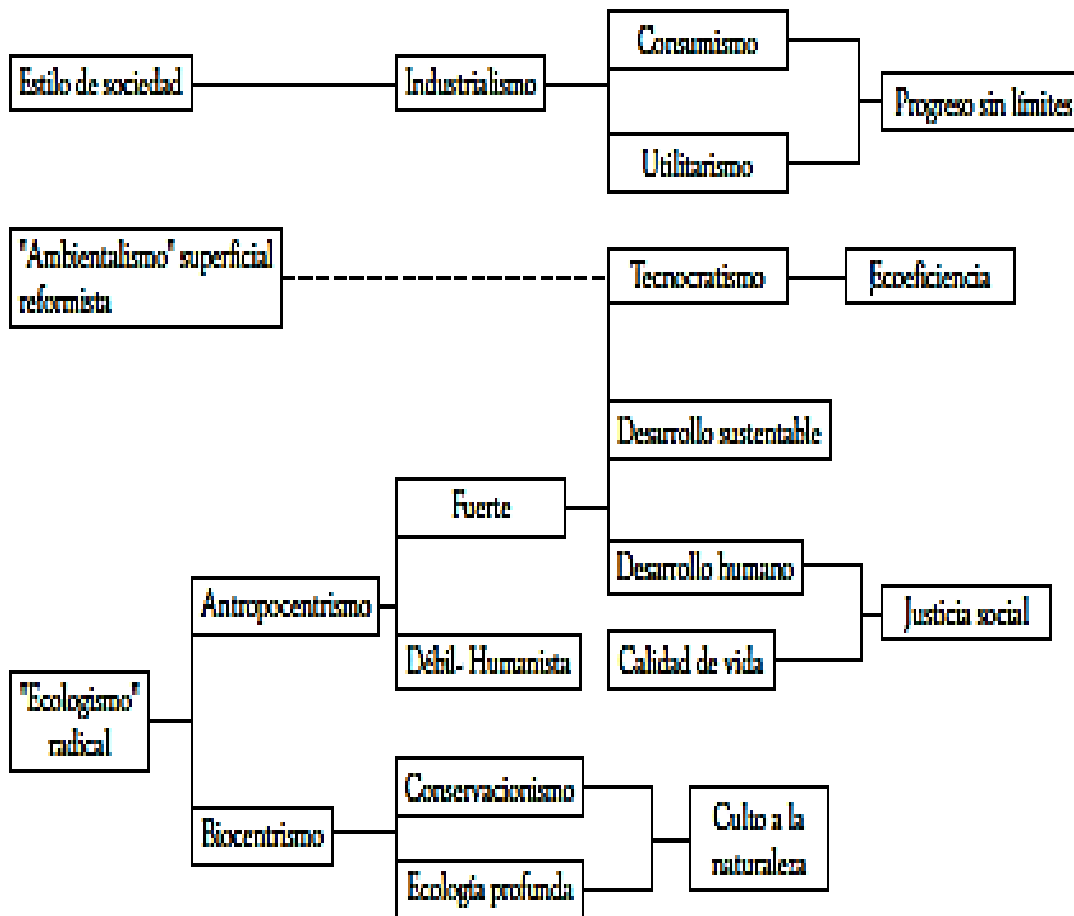 Consumismo
Estilo de sociedad
Industrialismo
Progreso sin límites
Utilitarismo
"Ambientalismo" superficial
reformista
Tecnocratismo
Ecoeficiencia
Desarrollo sustentable
Fuerte
Desarrollo humano
Antropocentrismo
Justicia social
Débil- Humanista
Calidad de vida
"Ecologismo"
radical
Conservacionismo
Biocentrismo
Culto a la
naturaleza
Ecología profunda